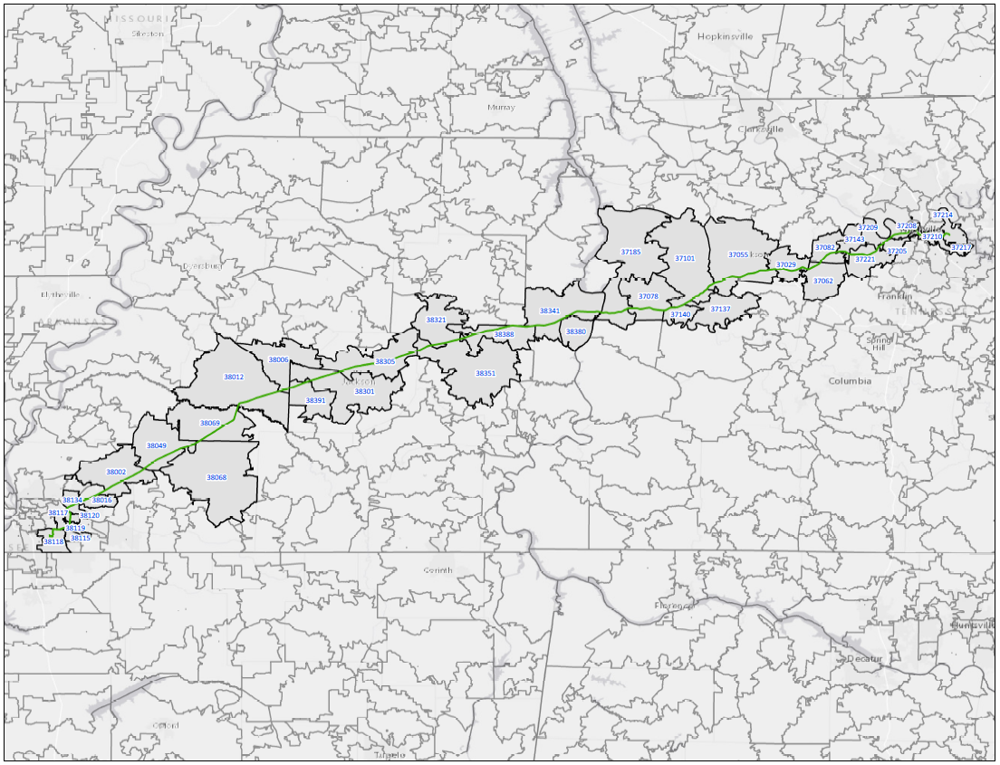 MISSOURI
Sikeston
Hopkinsville
Murray
Clarksville
37214
37209
37208
37143
37210
37082
37217
37205
37185
37055
37101
37221
37029
Dyersburg
37062
Blytheville
37078
Franklin
38341
37140
37137
38321
38380
38388
Spring
Hill
38006
38305
38012
38351
Jackson
38301
Columbia
38391
38069
38049
38002
38068
38134
38016
38117
38120
38119
38115
38118
Corinth
Florence
Huntsville
Decatur
Oxford
Tupelo